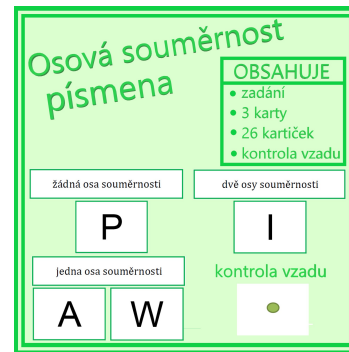 Osová souměrnost
písmena
OBSAHUJE
• zadání
• 3 karty
• 26 kartiček
• kontrola vzadu
žádná osa souměrnosti
dvě osy souměrnosti
P
I
jedna osa souměrnosti
kontrola vzadu
A
W